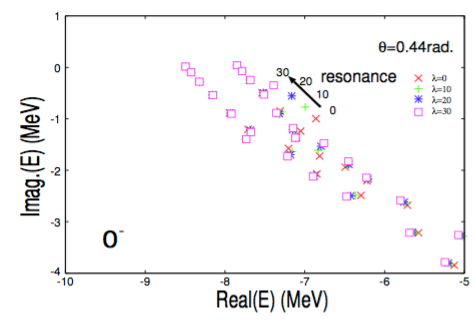 1
0
-1
-2
-3
-4
-10
-9
-8
-7
-6
-5
Imag.(E) (MeV)
Real(E) (MeV)
θ=0.44rad.
resonance
30
20
10
0
λ=0
λ=10
λ=20
λ=30
0⁻